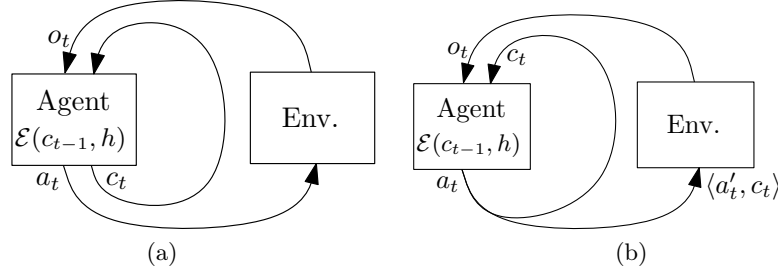 o_t
Agent
ℰ(c_{t−1}, h)
Env.
a_t c_t
(a)
o_t c_t
Agent
ℰ(c_{t−1}, h)
Env.
a_t
⟨a′_t, c_t⟩
(b)